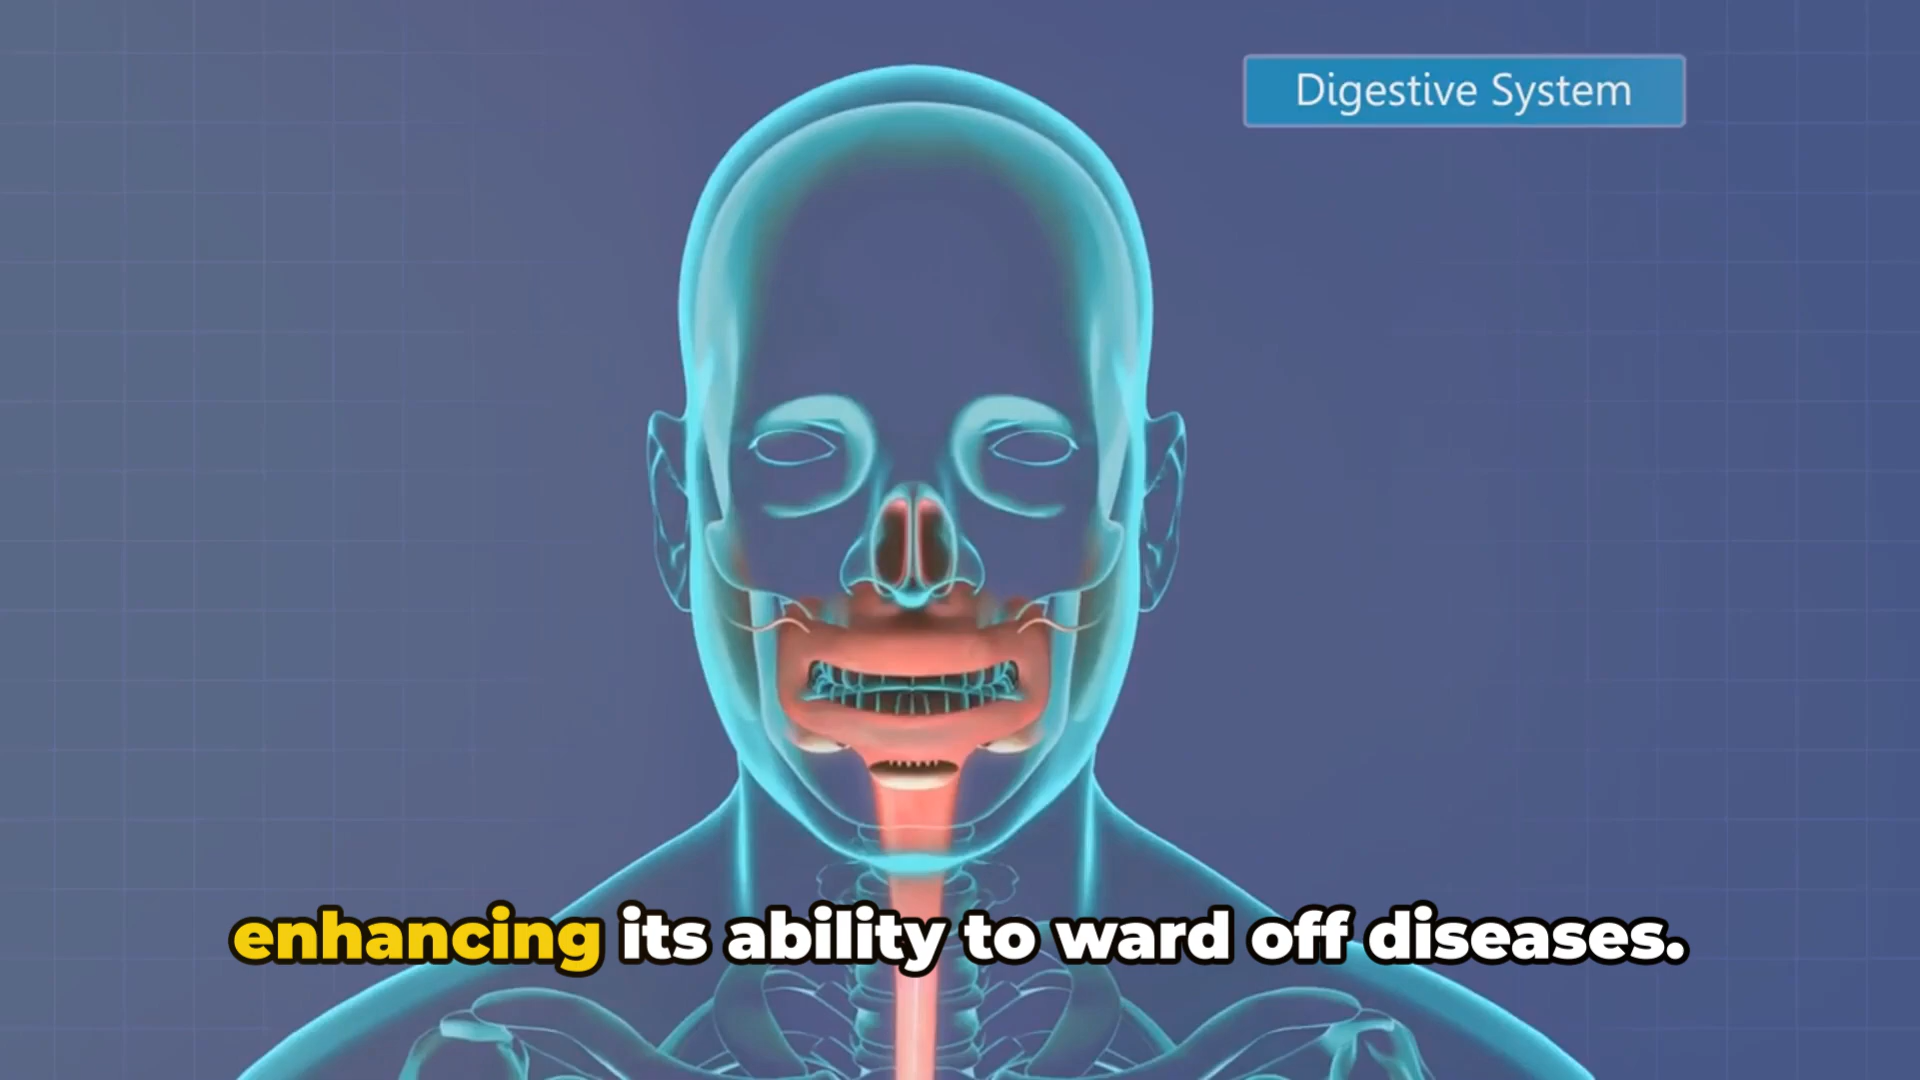 Digestive System
enhancing its ability to ward off diseases.